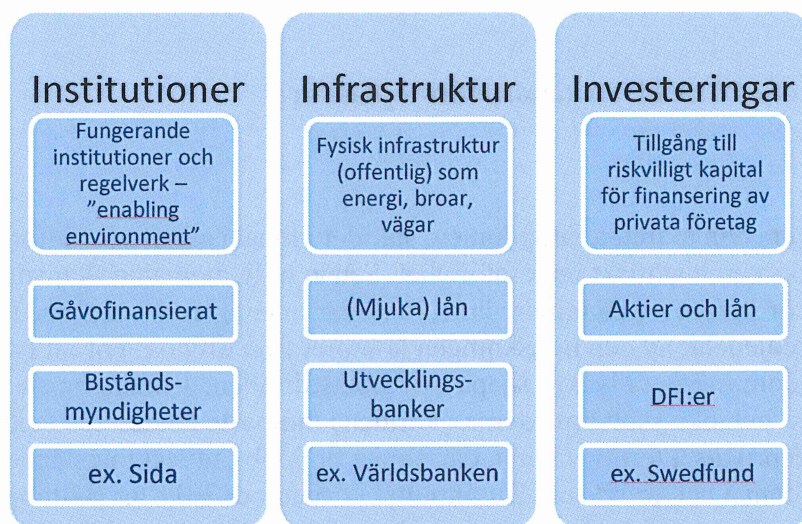 Institutioner
Fungerande
institutioner och
regelverk –
”enabling
environment”
Gåvofinansierat
Bistånds-
myndigheter
ex. Sida
Infrastruktur
Fysisk infrastruktur
(offentlig) som
energi, broar,
vägar
(Mjuka) lån
Utvecklings-
banker
ex. Världsbanken
Investeringar
Tillgång till
riskvilligt kapital
för finansering av
privata företag
Aktier och lån
DFI:er
ex. Swedfund